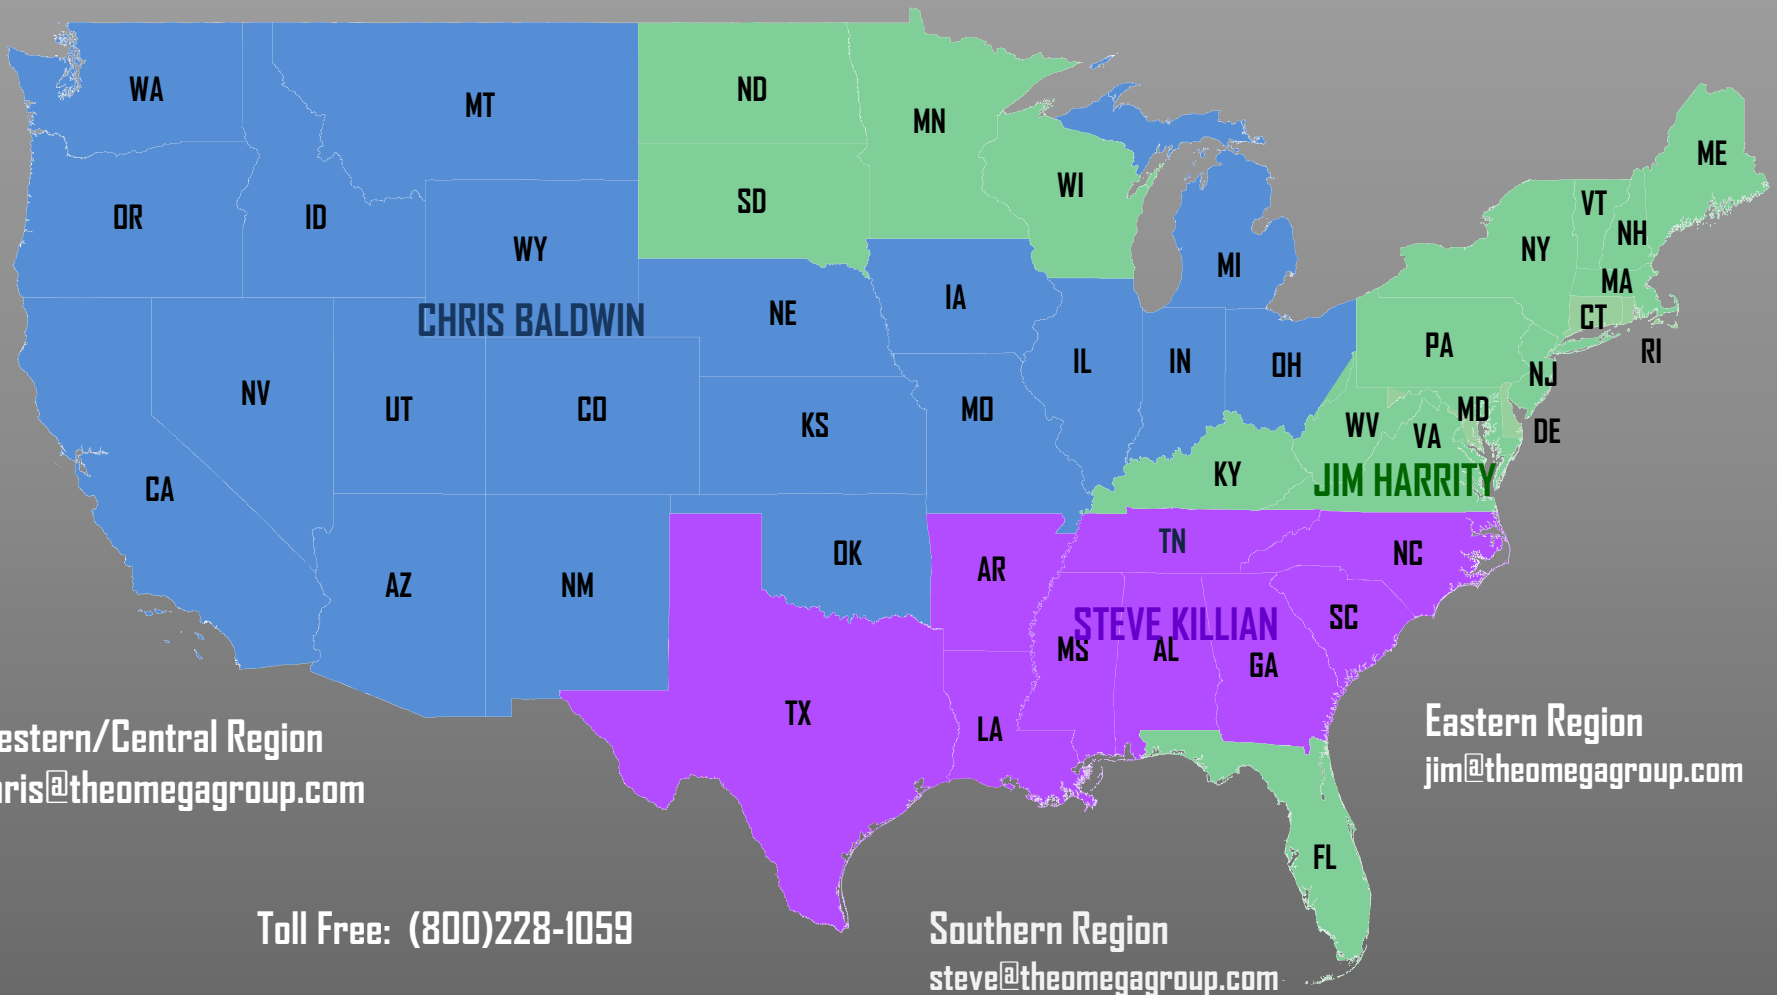 WA
MT
ND
MN
ME
OR
ID
SD
WI
VT
NH
WY
NY
MI
MA
NE
IA
CT
CHRIS BALDWIN
PA
RI
IL
IN
OH
NJ
NV
UT
CO
KS
MO
WV
MD
VA
DE
CA
KY
JIM HARRITY
OK
TN
NC
AZ
NM
AR
SC
STEVE KILLIAN
MS
AL
GA
TX
LA
estern/Central Region
ris@theomegagroup.com
Eastern Region
jim@theomegagroup.com
FL
Toll Free: (800)228-1059
Southern Region
steve@theomegagroup.com